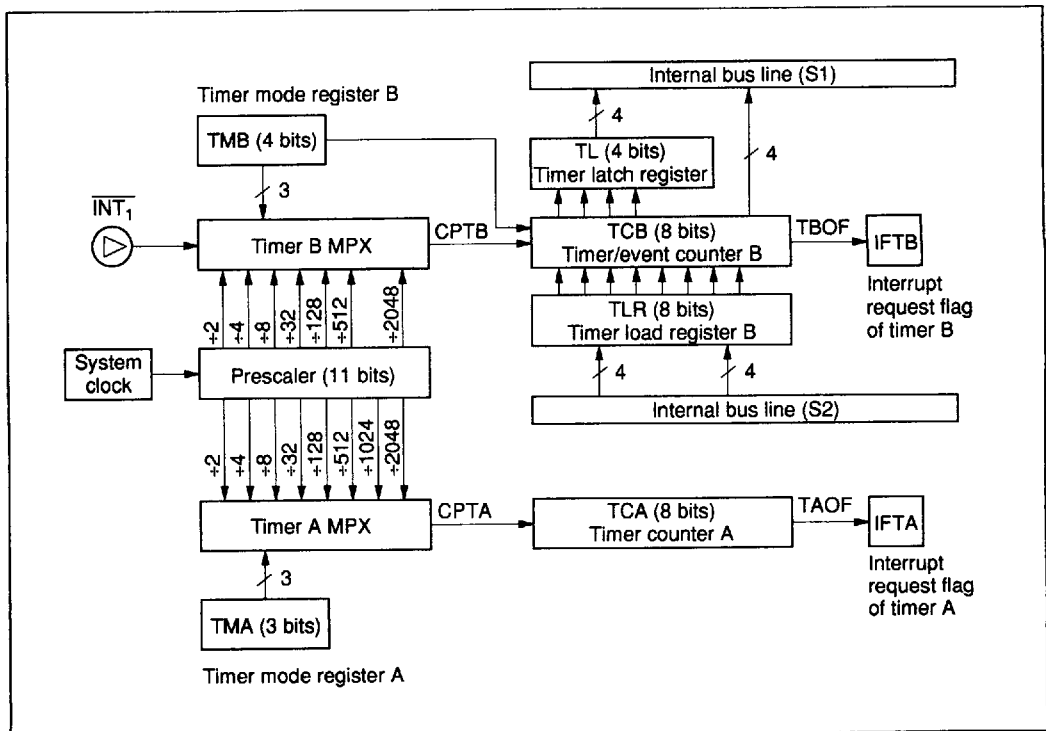 Internal bus line (S1)
Timer mode register B
4
TMB (4 bits)
TL (4 bits)
Timer latch register
4
3
INT1
Timer B MPX
CPTB
TCB (8 bits)
Timer/event counter B
TBOF
IFTB
Interrupt
request flag
of timer B
÷2
÷4
÷8
÷32
÷128
÷512
÷2048
TLR (8 bits)
Timer load register B
System
clock
Prescaler (11 bits)
4
4
Internal bus line (S2)
÷2
÷4
÷8
÷32
÷128
÷512
÷1024
÷2048
Timer A MPX
CPTA
TCA (8 bits)
Timer counter A
TAOF
IFTA
Interrupt
request flag
of timer A
3
TMA (3 bits)
Timer mode register A